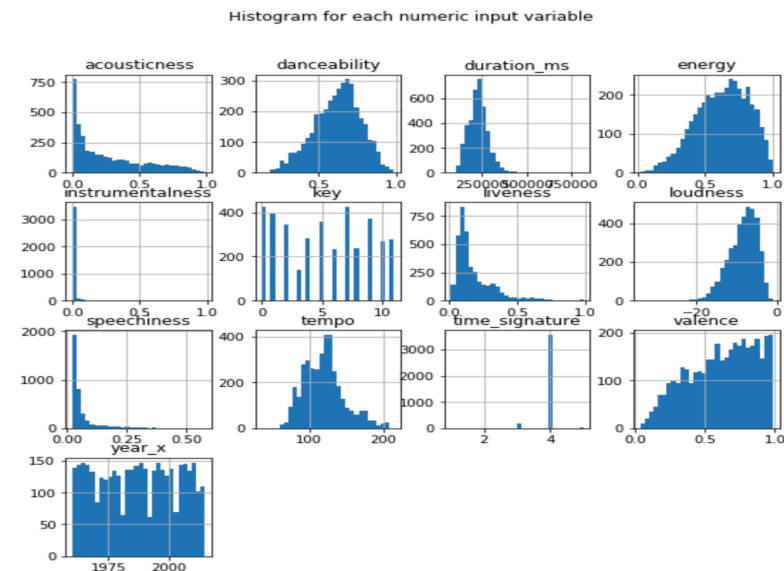 Histogram for each numeric input variable
acousticness danceability duration_ms energy
750 500 250 0
300 200 100 0
600 400 200 0
200 100 0
0.0 0.5 1.0
0.5 1.0
250000 500000 750000
0.0 0.5 1.0
instrumentalness key liveness loudness
3000 2000 1000 0
400 200 0
750 500 250 0
400 200 0
0.0 0.5 1.0
0 5 10
0.0 0.5 1.0
−20 0
speechiness tempo time_signature valence
2000 1000 0
400 200 0
3000 2000 1000 0
200 100 0
0.00 0.25 0.50
100 200
2 4
0.0 0.5 1.0
year_x
150 100 50 0
1975 2000